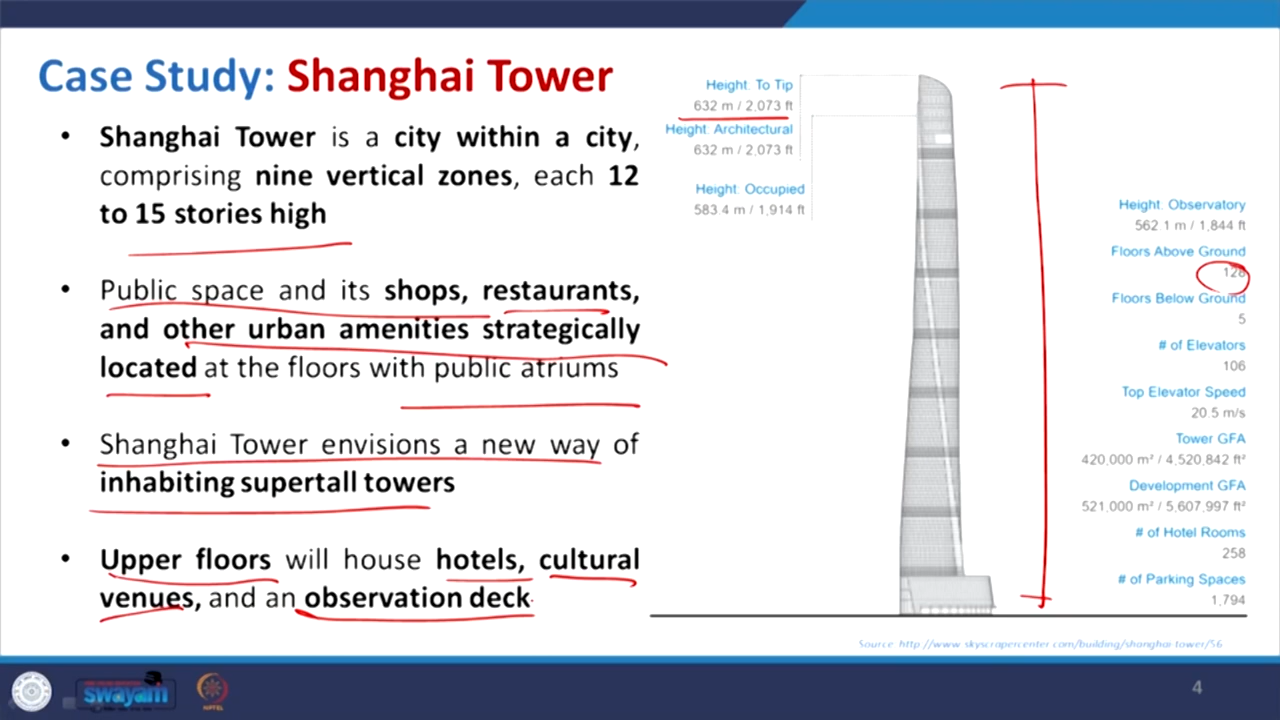 Case Study: Shanghai Tower
• Shanghai Tower is a city within a city,
comprising nine vertical zones, each 12
to 15 stories high
• Public space and its shops, restaurants,
and other urban amenities strategically
located at the floors with public atriums
• Shanghai Tower envisions a new way of
inhabiting supertall towers
• Upper floors will house hotels, cultural
venues, and an observation deck
Height: To Tip
632 m / 2,073 ft
Height: Architectural
632 m / 2,073 ft
Height: Occupied
583.4 m / 1,914 ft
Height: Observatory
562.1 m / 1,844 ft
Floors Above Ground
128
Floors Below Ground
5
# of Elevators
106
Top Elevator Speed
20.5 m/s
Tower GFA
420,000 m² / 4,520,842 ft²
Development GFA
521,000 m² / 5,607,997 ft²
# of Hotel Rooms
258
# of Parking Spaces
1,794
Source: http://www.skyscrapercenter.com/building/shanghai-tower/56
swayam
NPTEL
4